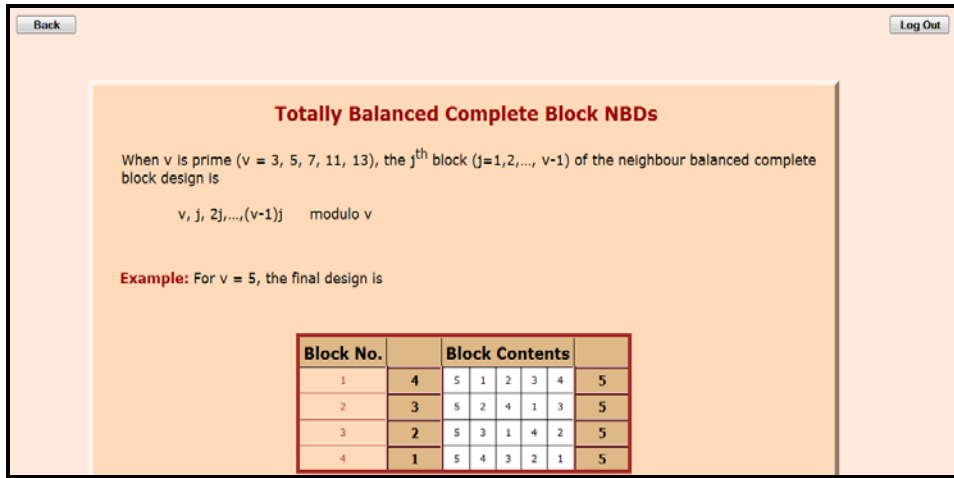 Back
Log Out
Totally Balanced Complete Block NBDs
When v is prime (v = 3, 5, 7, 11, 13), the jth block (j=1,2,..., v-1) of the neighbour balanced complete
block design is
v, j, 2j,...,(v-1)j modulo v
Example: For v = 5, the final design is
Block No. Block Contents
1 4 5 1 2 3 4 5
2 3 5 2 4 1 3 5
3 2 5 3 1 4 2 5
4 1 5 4 3 2 1 5